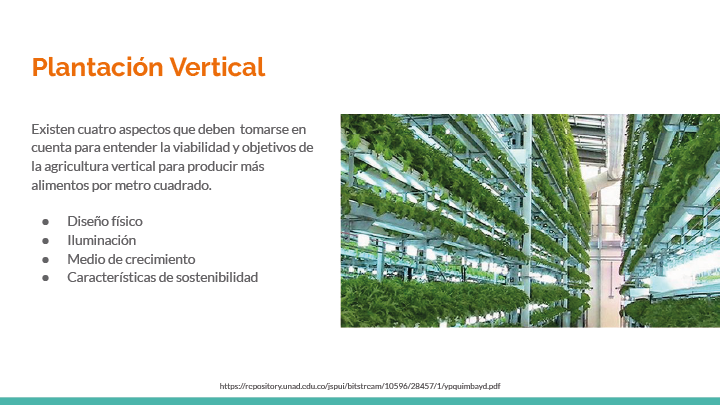 Plantación Vertical
Existen cuatro aspectos que deben  tomarse en
cuenta para entender la viabilidad y objetivos de
la agricultura vertical para producir más
alimentos por metro cuadrado.
● Diseño físico
● Iluminación
● Medio de crecimiento
● Características de sostenibilidad
https://repository.unad.edu.co/jspui/bitstream/10596/28457/1/ypquimbayd.pdf